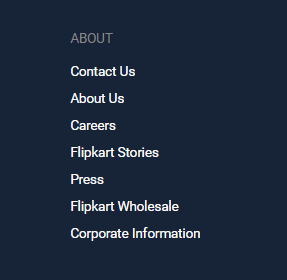 ABOUT
Contact Us
About Us
Careers
Flipkart Stories
Press
Flipkart Wholesale
Corporate Information